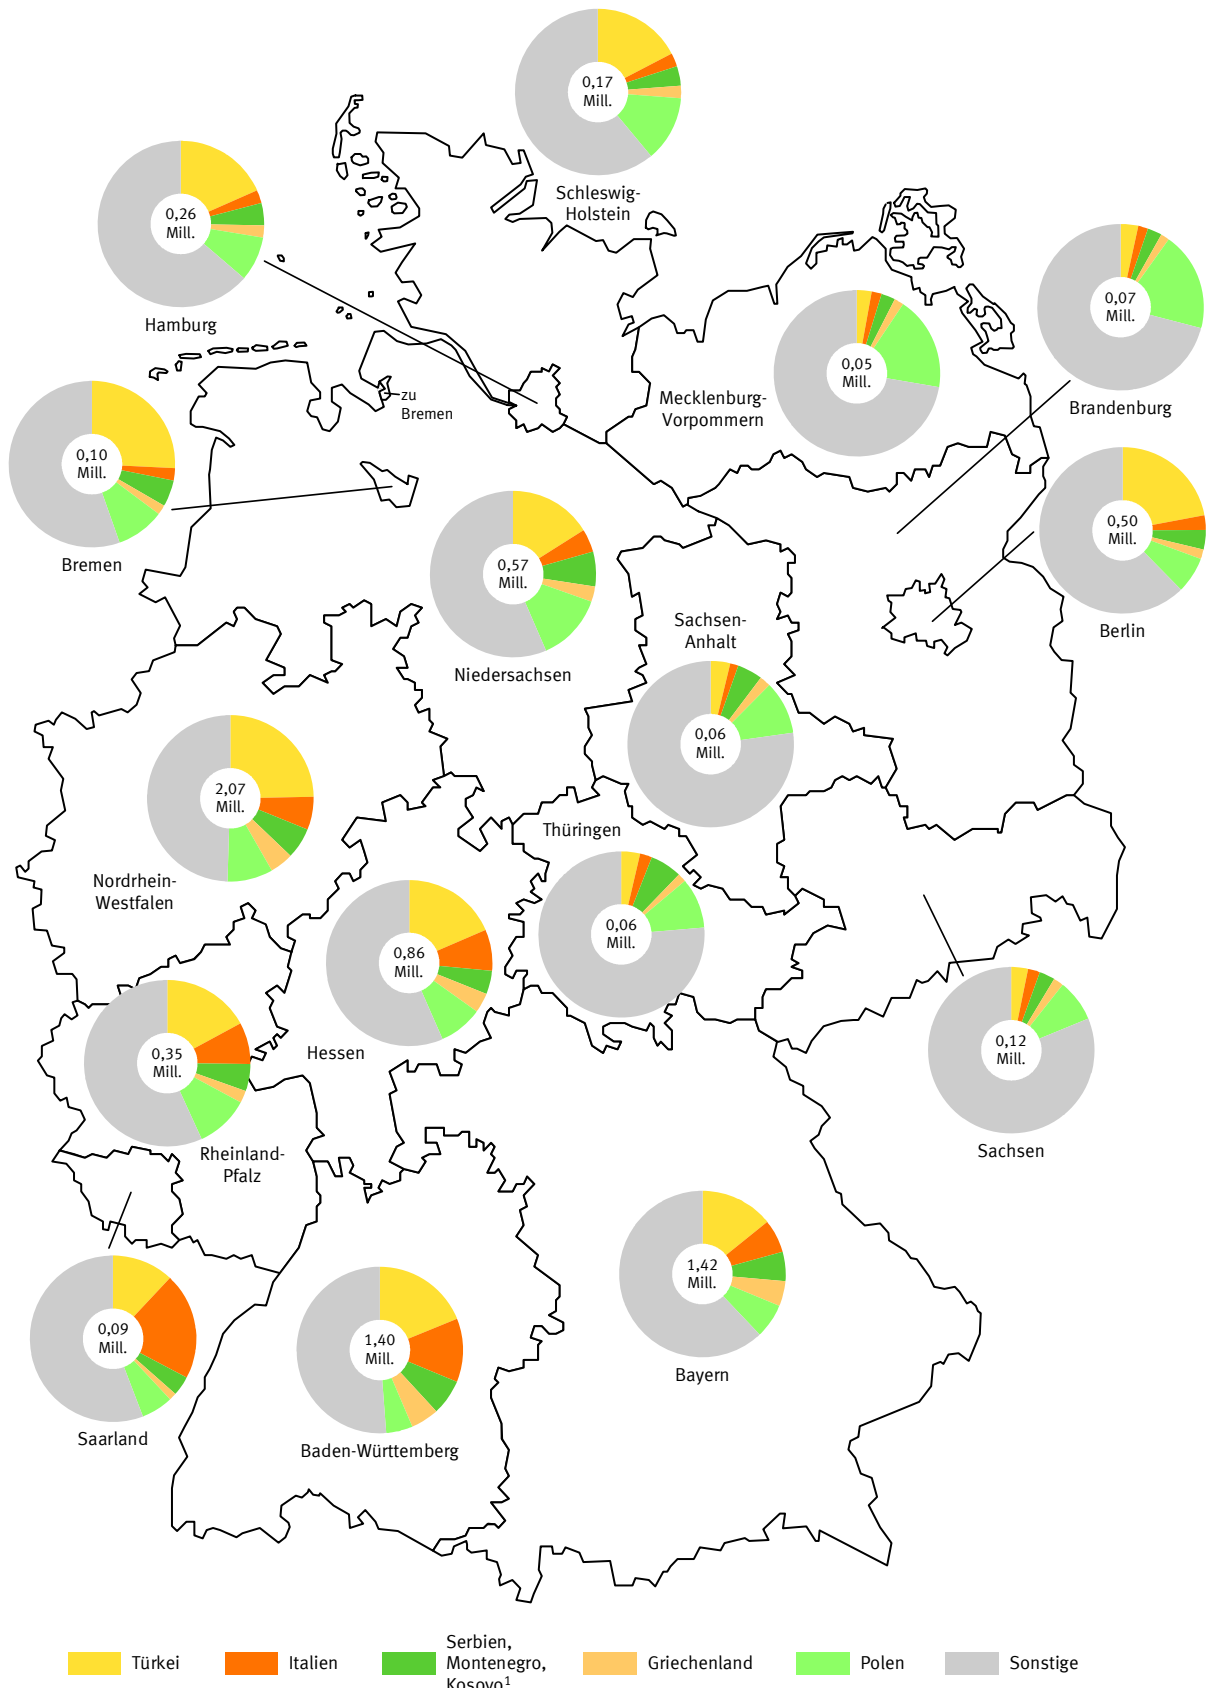 0,17
Mill.
Schleswig-
Holstein
0,26
Mill.
Hamburg
0,07
Mill.
Brandenburg
0,05
Mill.
Mecklenburg-
Vorpommern
zu
Bremen
0,10
Mill.
Bremen
0,50
Mill.
Berlin
0,57
Mill.
Niedersachsen
Sachsen-
Anhalt
0,06
Mill.
2,07
Mill.
Nordrhein-
Westfalen
Thüringen
0,06
Mill.
0,86
Mill.
Hessen
0,12
Mill.
Sachsen
0,35
Mill.
Rheinland-
Pfalz
1,42
Mill.
Bayern
0,09
Mill.
Saarland
1,40
Mill.
Baden-Württemberg
Türkei
Italien
Serbien,
Montenegro,
Kosovo¹
Griechenland
Polen
Sonstige